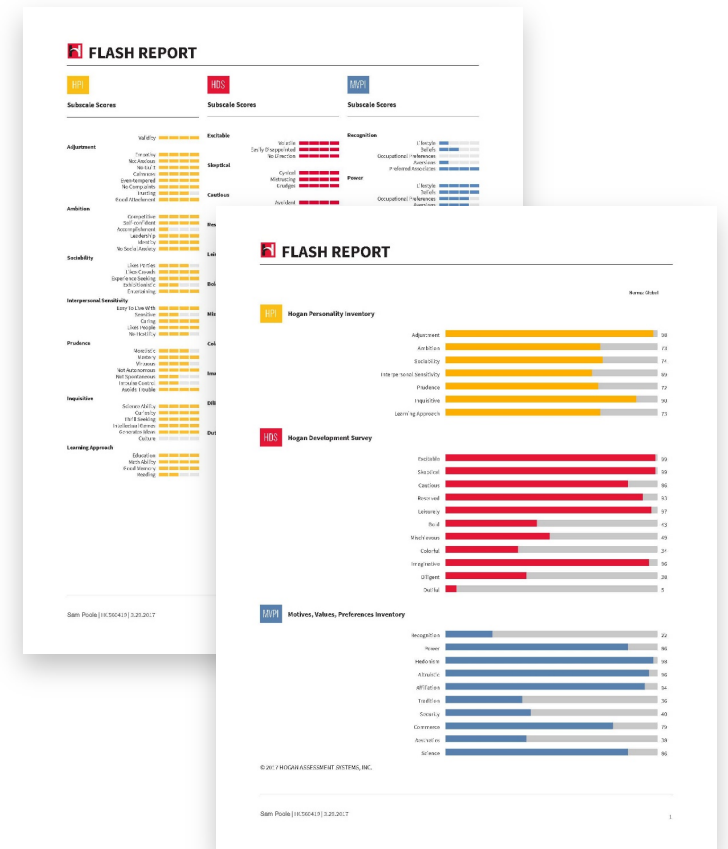 FLASH REPORT
HPI
HDS
MVPI
Subscale Scores
Subscale Scores
Subscale Scores
Validity
Adjustment
Empathy
Not Anxious
No Guilt
Calmness
Even-tempered
No Complaints
Trusting
Good Attachment
Ambition
Competitive
Self-confident
Accomplishment
Leadership
Identity
No Social Anxiety
Sociability
Likes Parties
Likes Crowds
Experience Seeking
Exhibitionistic
Entertaining
Interpersonal Sensitivity
Easy To Live With
Sensitive
Caring
Likes People
No Hostility
Prudence
Moralistic
Mastery
Virtuous
Not Autonomous
Not Spontaneous
Impulse Control
Avoids Trouble
Inquisitive
Science Ability
Curiosity
Thrill Seeking
Intellectual Games
Generates Ideas
Culture
Learning Approach
Education
Math Ability
Good Memory
Reading
Excitable
Volatile
Easily Disappointed
No Direction
Skeptical
Cynical
Mistrusting
Grudges
Cautious
Avoidant
Recognition
Lifestyle
Beliefs
Occupational Preferences
Aversions
Preferred Associates
Power
Lifestyle
Beliefs
Occupational Preferences
Sam Poole | 3.29.2017
FLASH REPORT
Norms: Global
HPI Hogan Personality Inventory
Adjustment 98
Ambition 73
Sociability 74
Interpersonal Sensitivity 69
Prudence 72
Inquisitive 90
Learning Approach 73
HDS Hogan Development Survey
Excitable 99
Skeptical 99
Cautious 86
Reserved 93
Leisurely 97
Bold 43
Mischievous 49
Colorful 34
Imaginative 96
Diligent 38
Dutiful 5
MVPI Motives, Values, Preferences Inventory
Recognition 22
Power 86
Hedonism 98
Altruistic 96
Affiliation 94
Tradition 36
Security 40
Commerce 79
Aesthetics 38
Science 86
© 2017 HOGAN ASSESSMENT SYSTEMS, INC.
Sam Poole | 3.29.2017
1